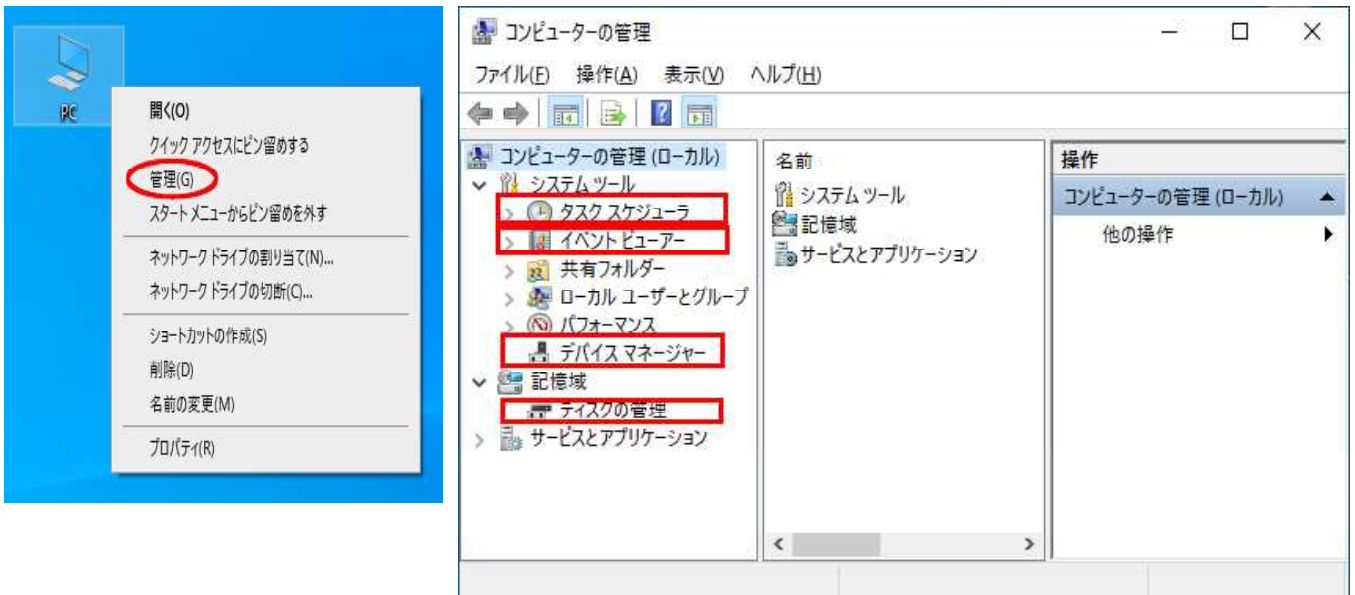 PC
開く(O)
クイック アクセスにピン留めする
管理(G)
スタート メニューからピン留めを外す
ネットワーク ドライブの割り当て(N)...
ネットワーク ドライブの切断(C)...
ショートカットの作成(S)
削除(D)
名前の変更(M)
プロパティ(R)
コンピューターの管理
ファイル(F) 操作(A) 表示(V) ヘルプ(H)
コンピューターの管理 (ローカル)
システム ツール
タスク スケジューラ
イベント ビューアー
共有フォルダー
ローカル ユーザーとグループ
パフォーマンス
デバイス マネージャー
記憶域
ディスクの管理
サービスとアプリケーション
名前
システム ツール
記憶域
サービスとアプリケーション
操作
コンピューターの管理 (ローカル)
他の操作